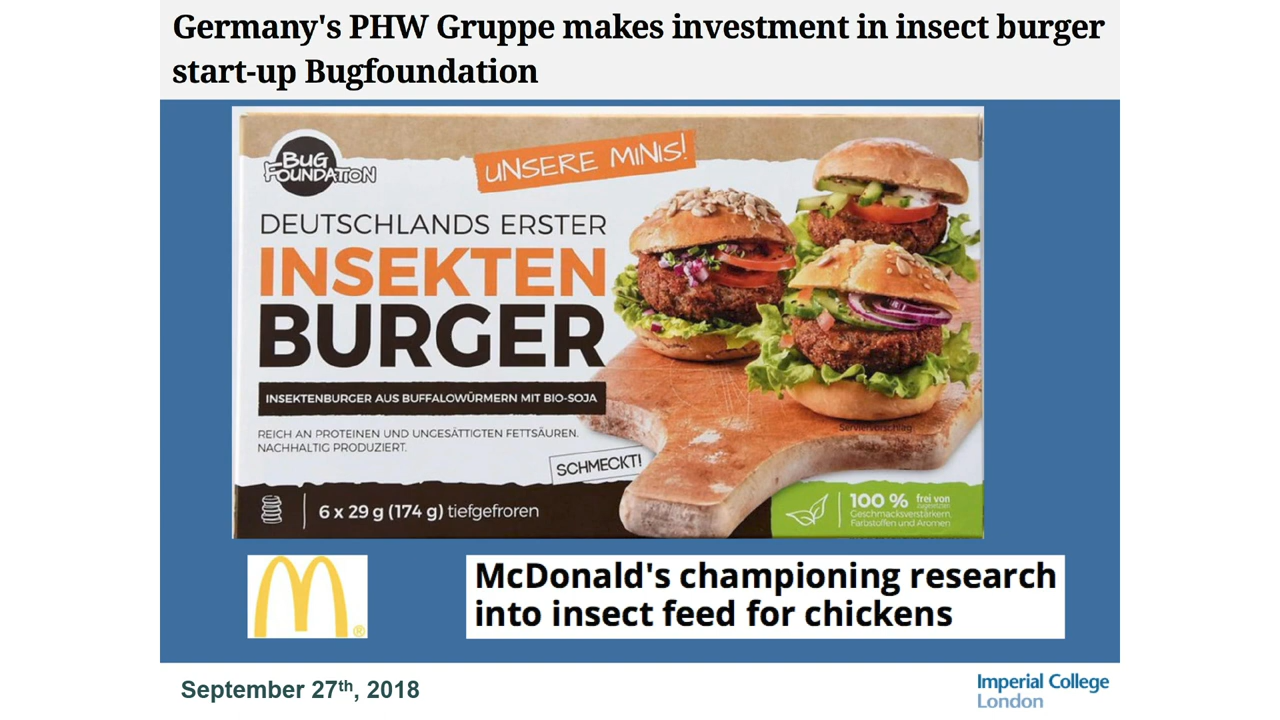 Germany's PHW Gruppe makes investment in insect burger
start-up Bugfoundation
BUG
FOUNDATION
UNSERE MINIS!
DEUTSCHLANDS ERSTER
INSEKTEN
BURGER
INSEKTENBURGER AUS BUFFALOWÜRMERN MIT BIO-SOJA
REICH AN PROTEINEN UND UNGESÄTTIGTEN FETTSÄUREN.
NACHHALTIG PRODUZIERT.
SCHMECKT!
Serviervorschlag
6 x 29 g (174 g) tiefgefroren
100 % frei von
zugesetzten
Geschmacksverstärkern,
Farbstoffen und Aromen
M®
McDonald's championing research
into insect feed for chickens
September 27th, 2018
Imperial College
London